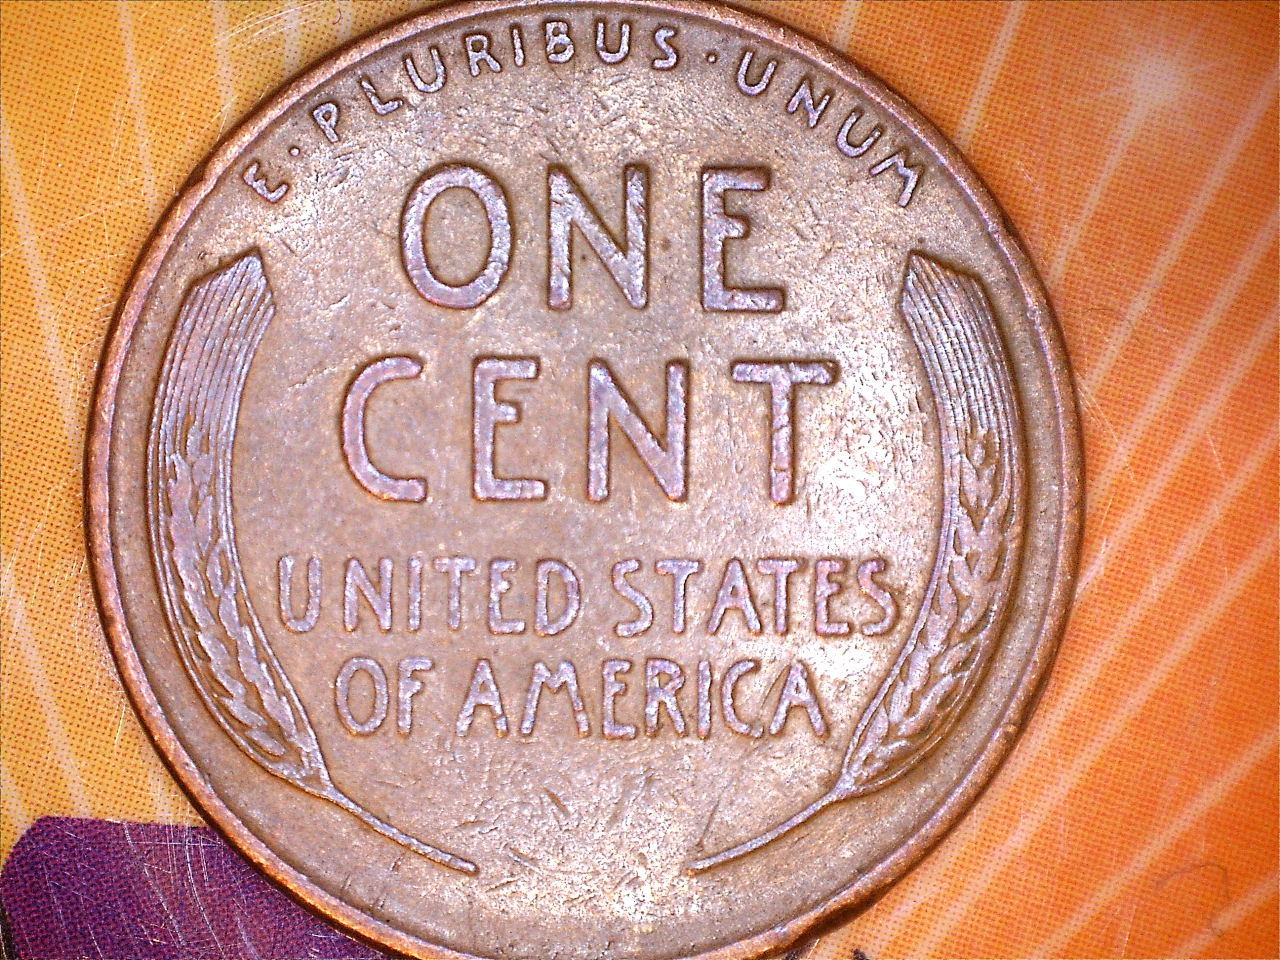 E · PLURIBUS · UNUM
ONE
CENT
UNITED STATES
OF AMERICA